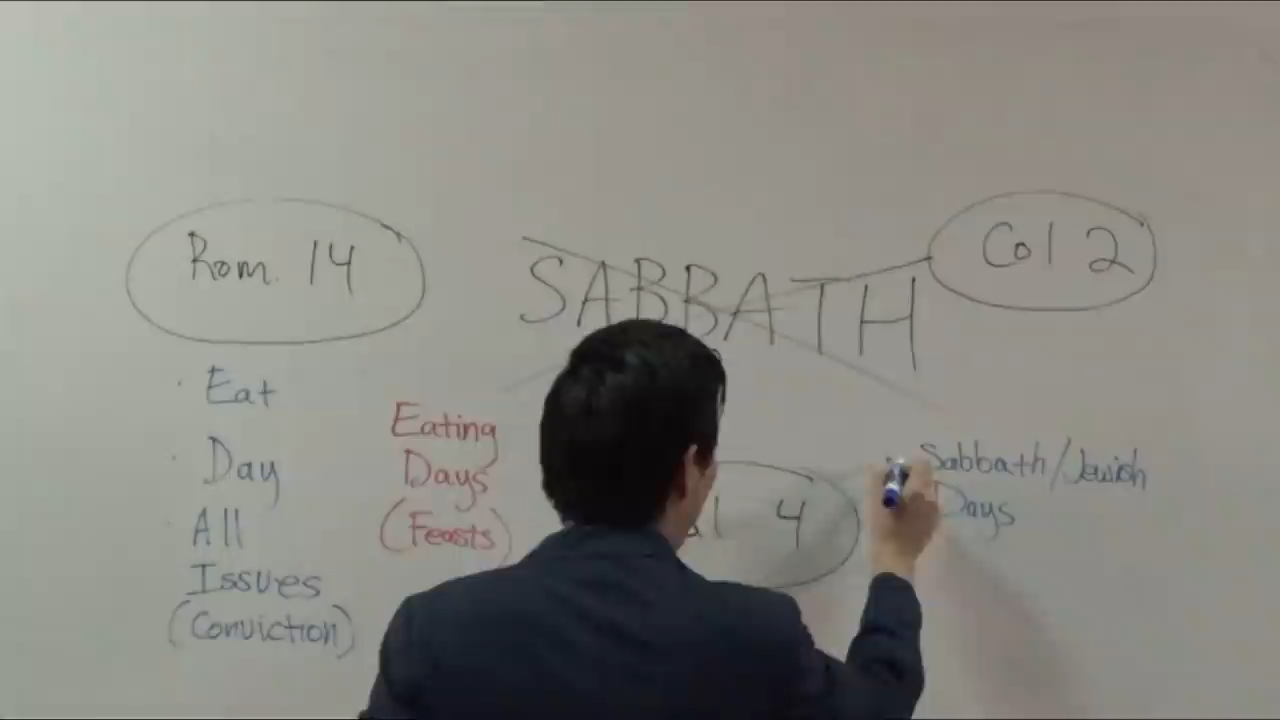 Rom. 14
SABBATH
Col 2
Eat
Day
All
Issues
(Conviction)
Eating
Days
(Feasts)
4
Sabbath/Jewish
Days